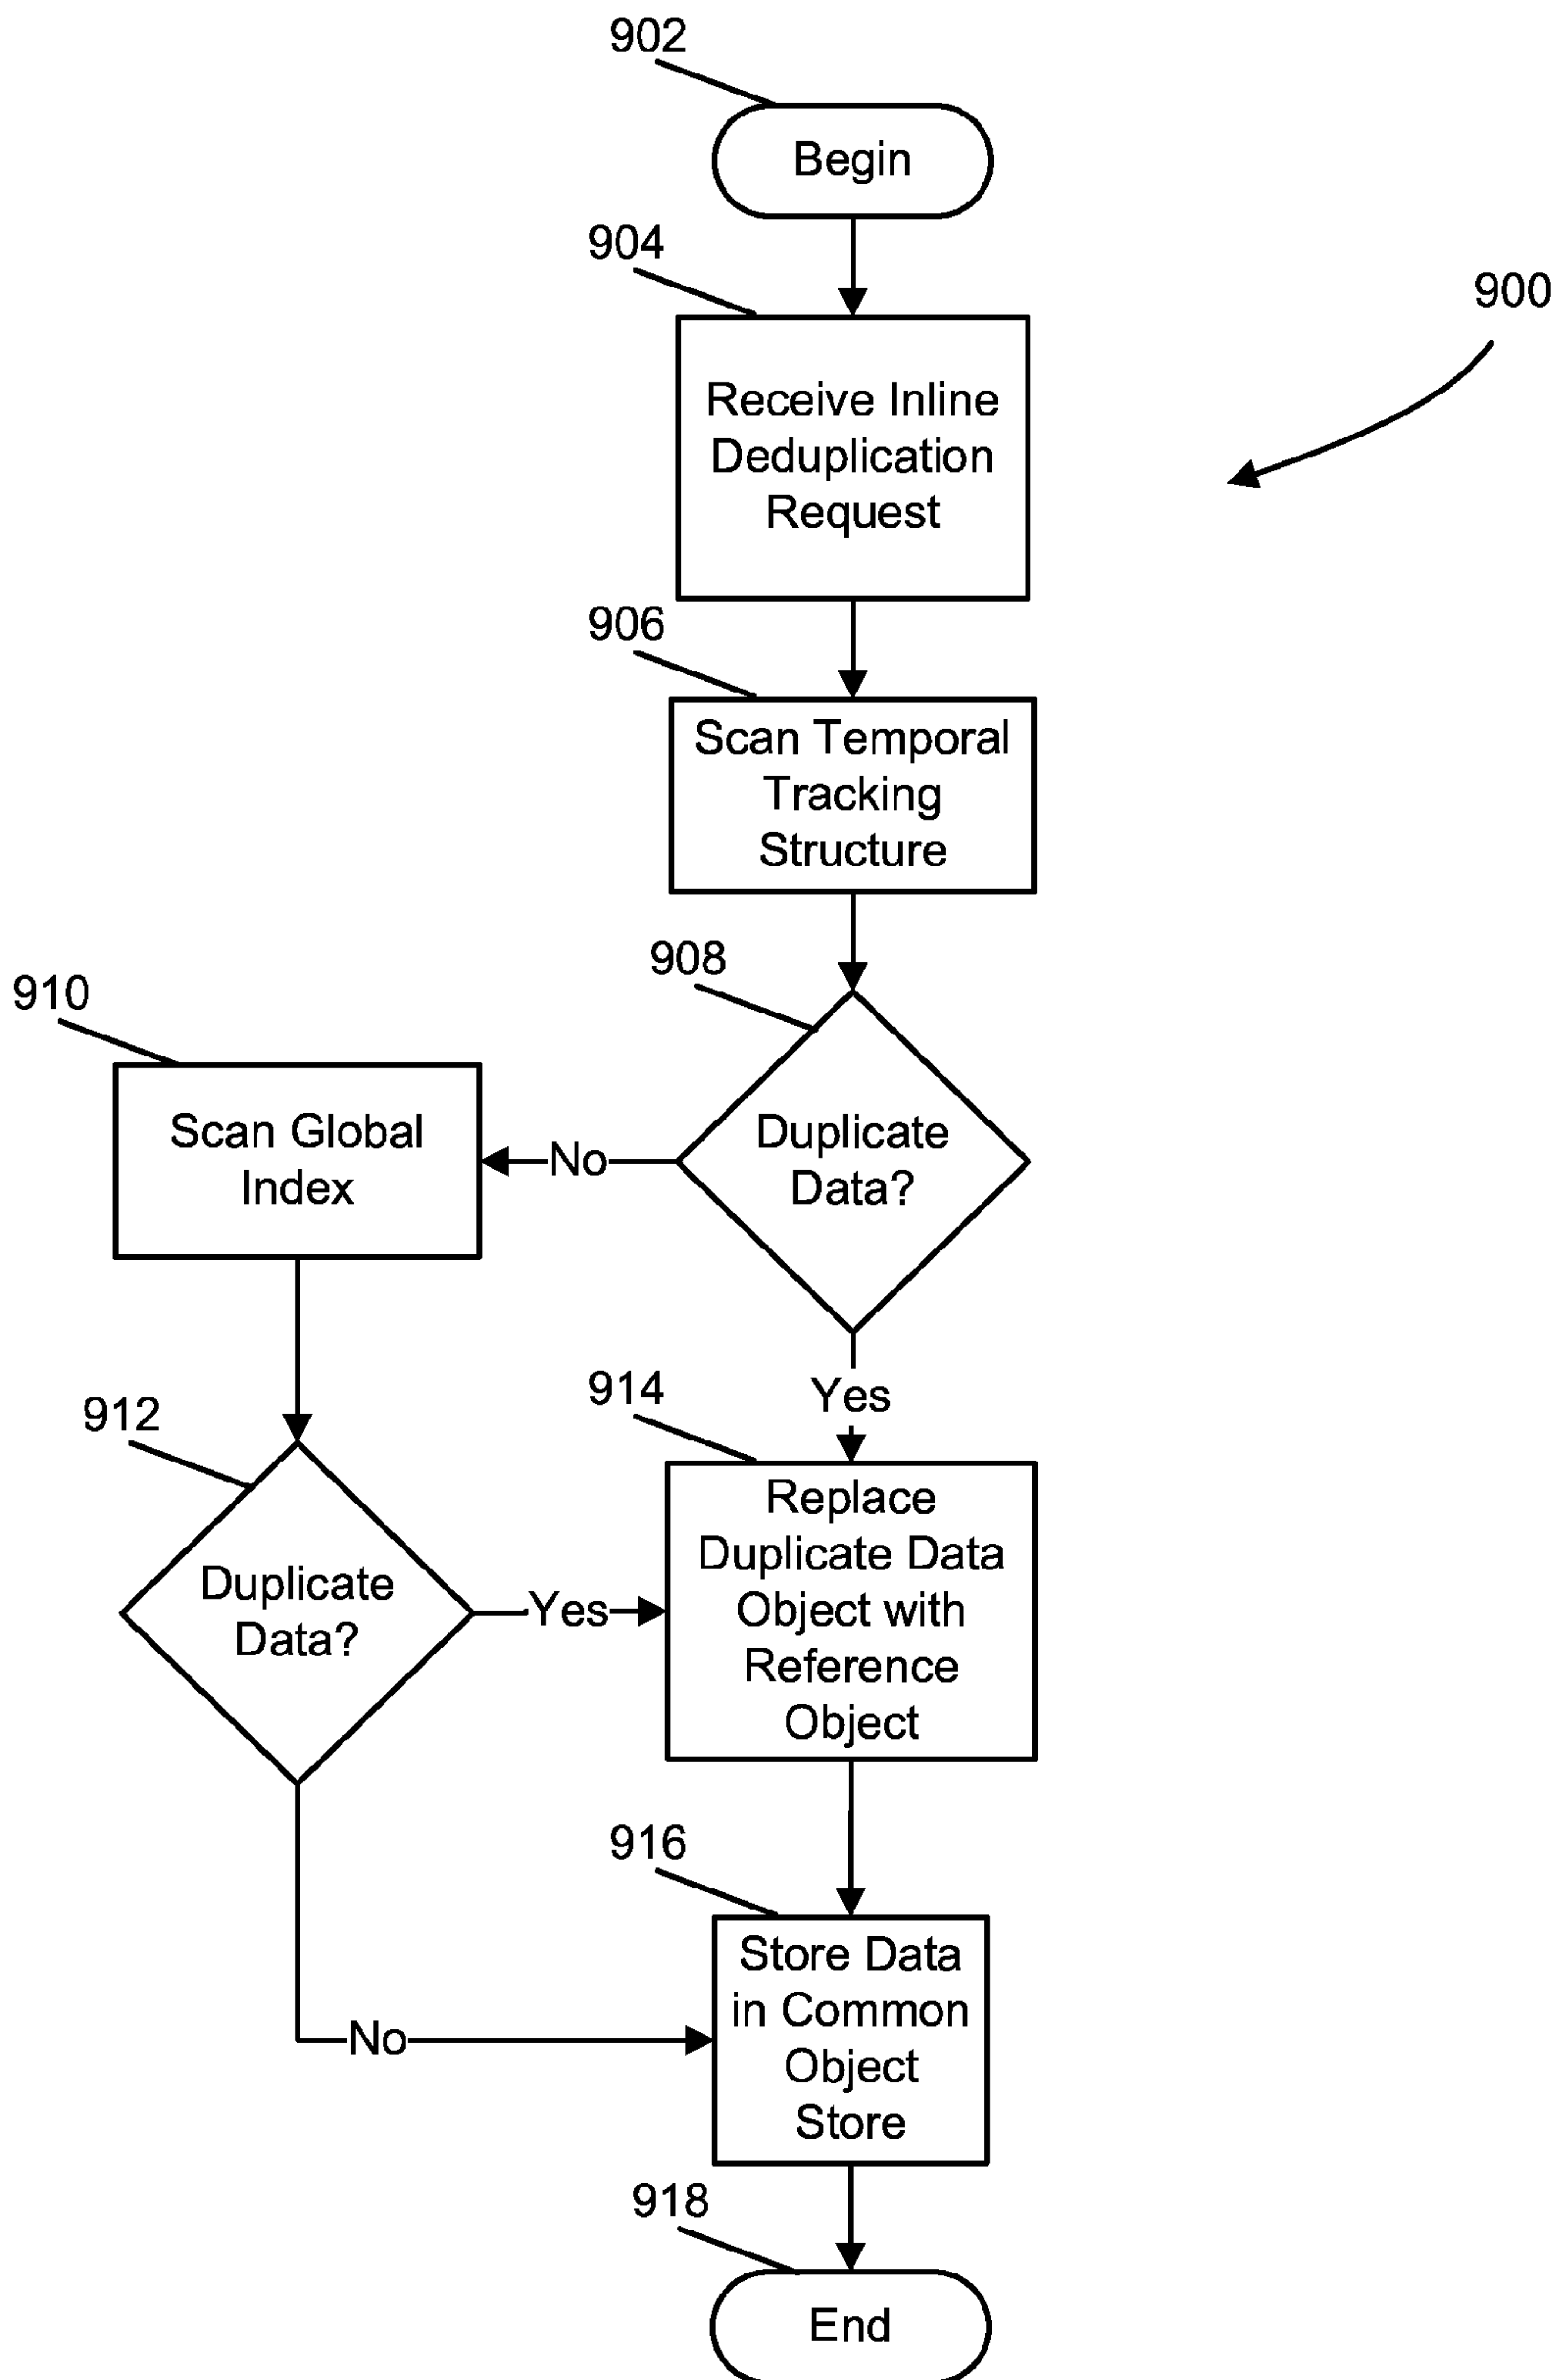 902
Begin
904
900
Receive Inline
Deduplication
Request
906
Scan Temporal
Tracking
Structure
908
910
Duplicate
Data?
No
Scan Global
Index
Yes
912
914
Duplicate
Data?
Yes
Replace
Duplicate Data
Object with
Reference
Object
No
916
Store Data
in Common
Object
Store
918
End